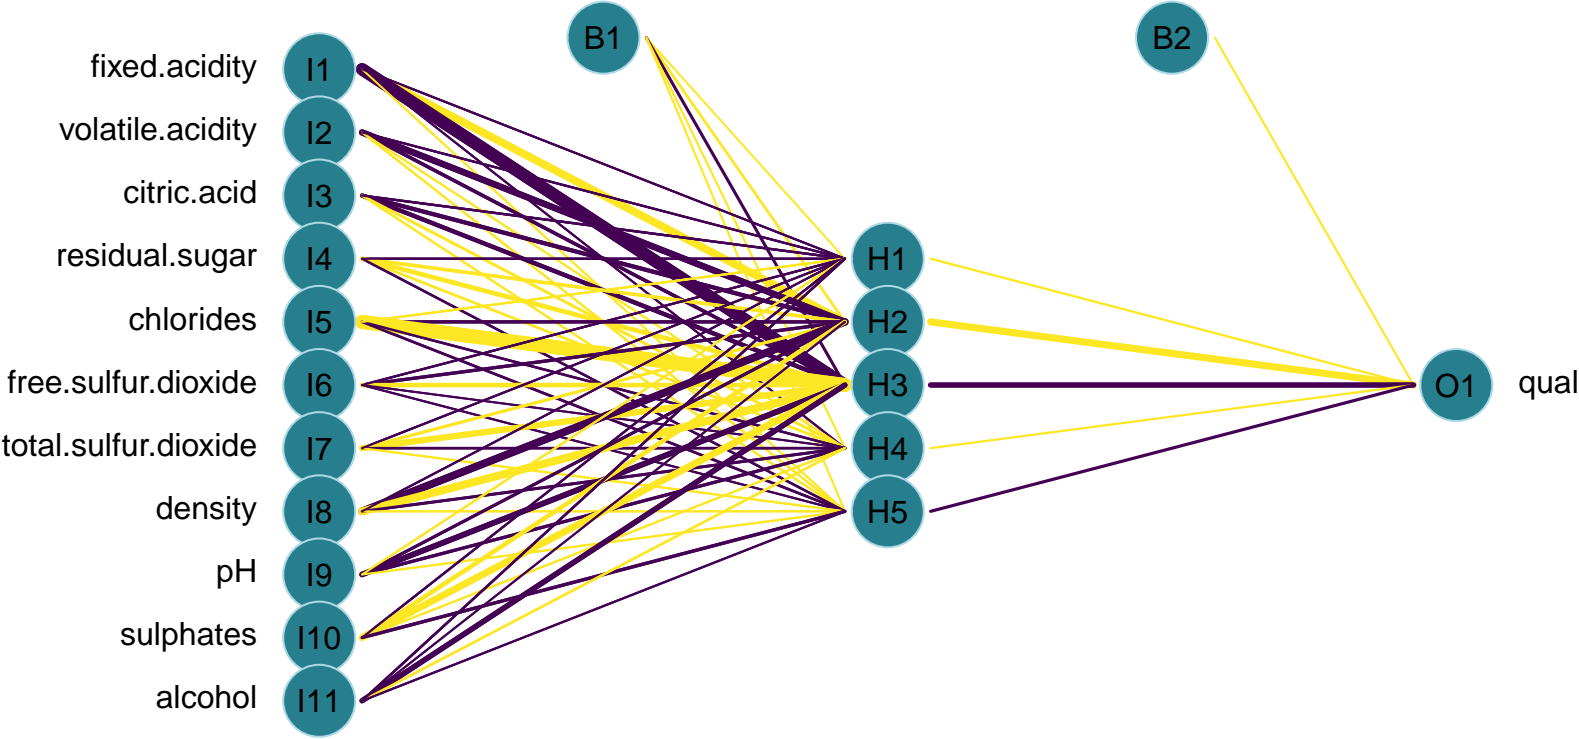 B1
B2
fixed.acidity I1
volatile.acidity I2
citric.acid I3
residual.sugar I4 H1
chlorides I5 H2
free.sulfur.dioxide I6 H3 O1 qual
total.sulfur.dioxide I7 H4
density I8 H5
pH I9
sulphates I10
alcohol I11